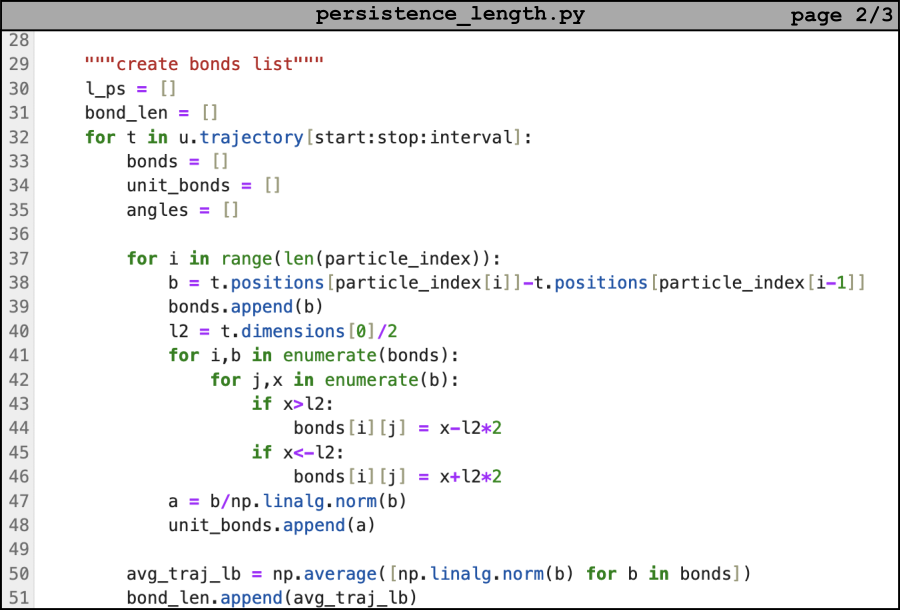 persistence_length.py page 2/3
28
29     """create bonds list"""
30     l_ps = []
31     bond_len = []
32     for t in u.trajectory[start:stop:interval]:
33         bonds = []
34         unit_bonds = []
35         angles = []
36
37         for i in range(len(particle_index)):
38             b = t.positions[particle_index[i]]-t.positions[particle_index[i-1]]
39             bonds.append(b)
40             l2 = t.dimensions[0]/2
41             for i,b in enumerate(bonds):
42                 for j,x in enumerate(b):
43                     if x>l2:
44                         bonds[i][j] = x-l2*2
45                     if x<-l2:
46                         bonds[i][j] = x+l2*2
47             a = b/np.linalg.norm(b)
48             unit_bonds.append(a)
49
50         avg_traj_lb = np.average([np.linalg.norm(b) for b in bonds])
51         bond_len.append(avg_traj_lb)